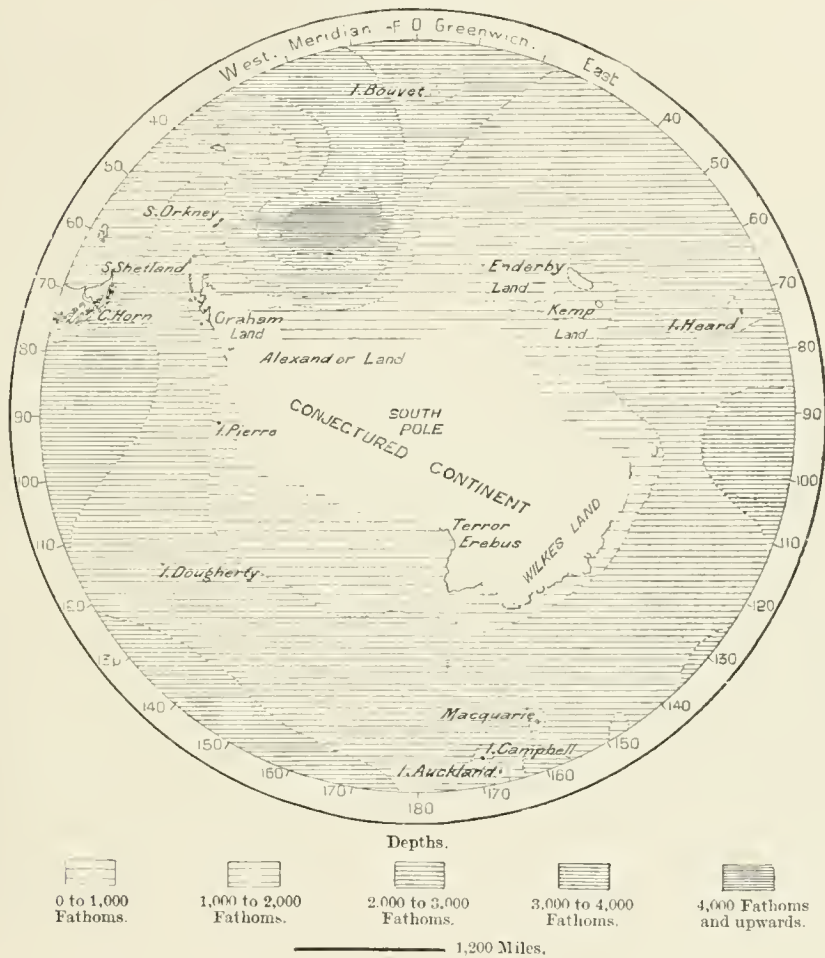 West. Meridian -F O Greenwich. East
I. Bouvet
40
40
50
50
S. Orkney
60
60
S. Shetland
Enderby
Land
70
70
C. Horn
Graham
Land
Kemp
Land
I. Heard
80
80
Alexander Land
90
90
SOUTH
POLE
CONJECTURED CONTINENT
I. Pierre
100
100
Terror
Erebus
WILKES LAND
110
110
I. Dougherty
120
120
130
130
140
140
Macquarie
150
150
I. Campbell
I. Auckland
160
160
170
170
180
Depths.
0 to 1,000
Fathoms.
1,000 to 2,000
Fathoms.
2,000 to 3,000
Fathoms.
3,000 to 4,000
Fathoms.
4,000 Fathoms
and upwards.
1,200 Miles.